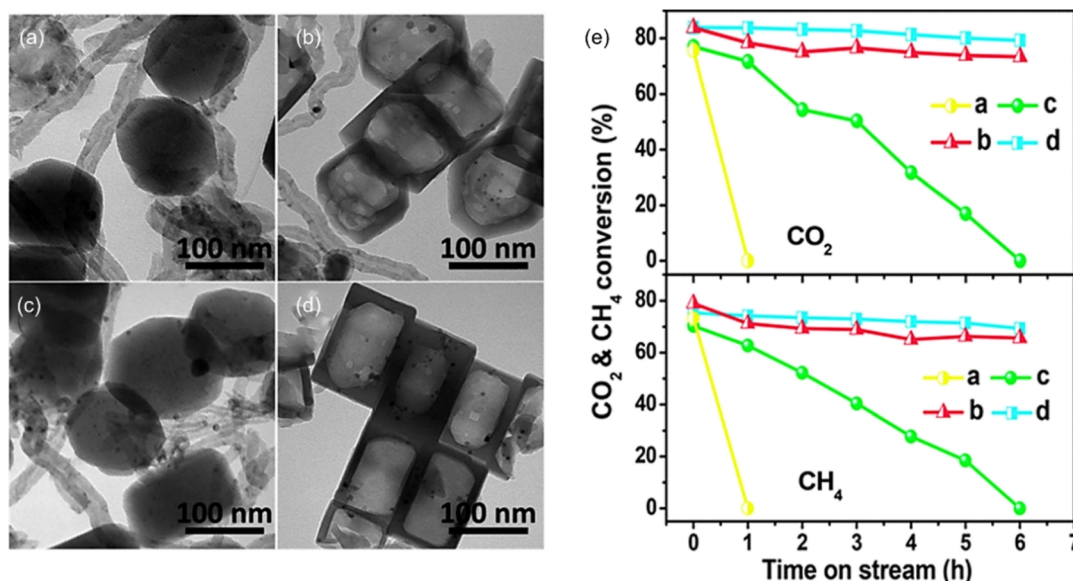 (a)
100 nm
(b)
100 nm
(c)
100 nm
(d)
100 nm
(e)
CO2 & CH4 conversion (%)
80
60
40
20
0
a c
b d
CO2
80
60
40
20
0
a c
b d
CH4
0 1 2 3 4 5 6 7
Time on stream (h)